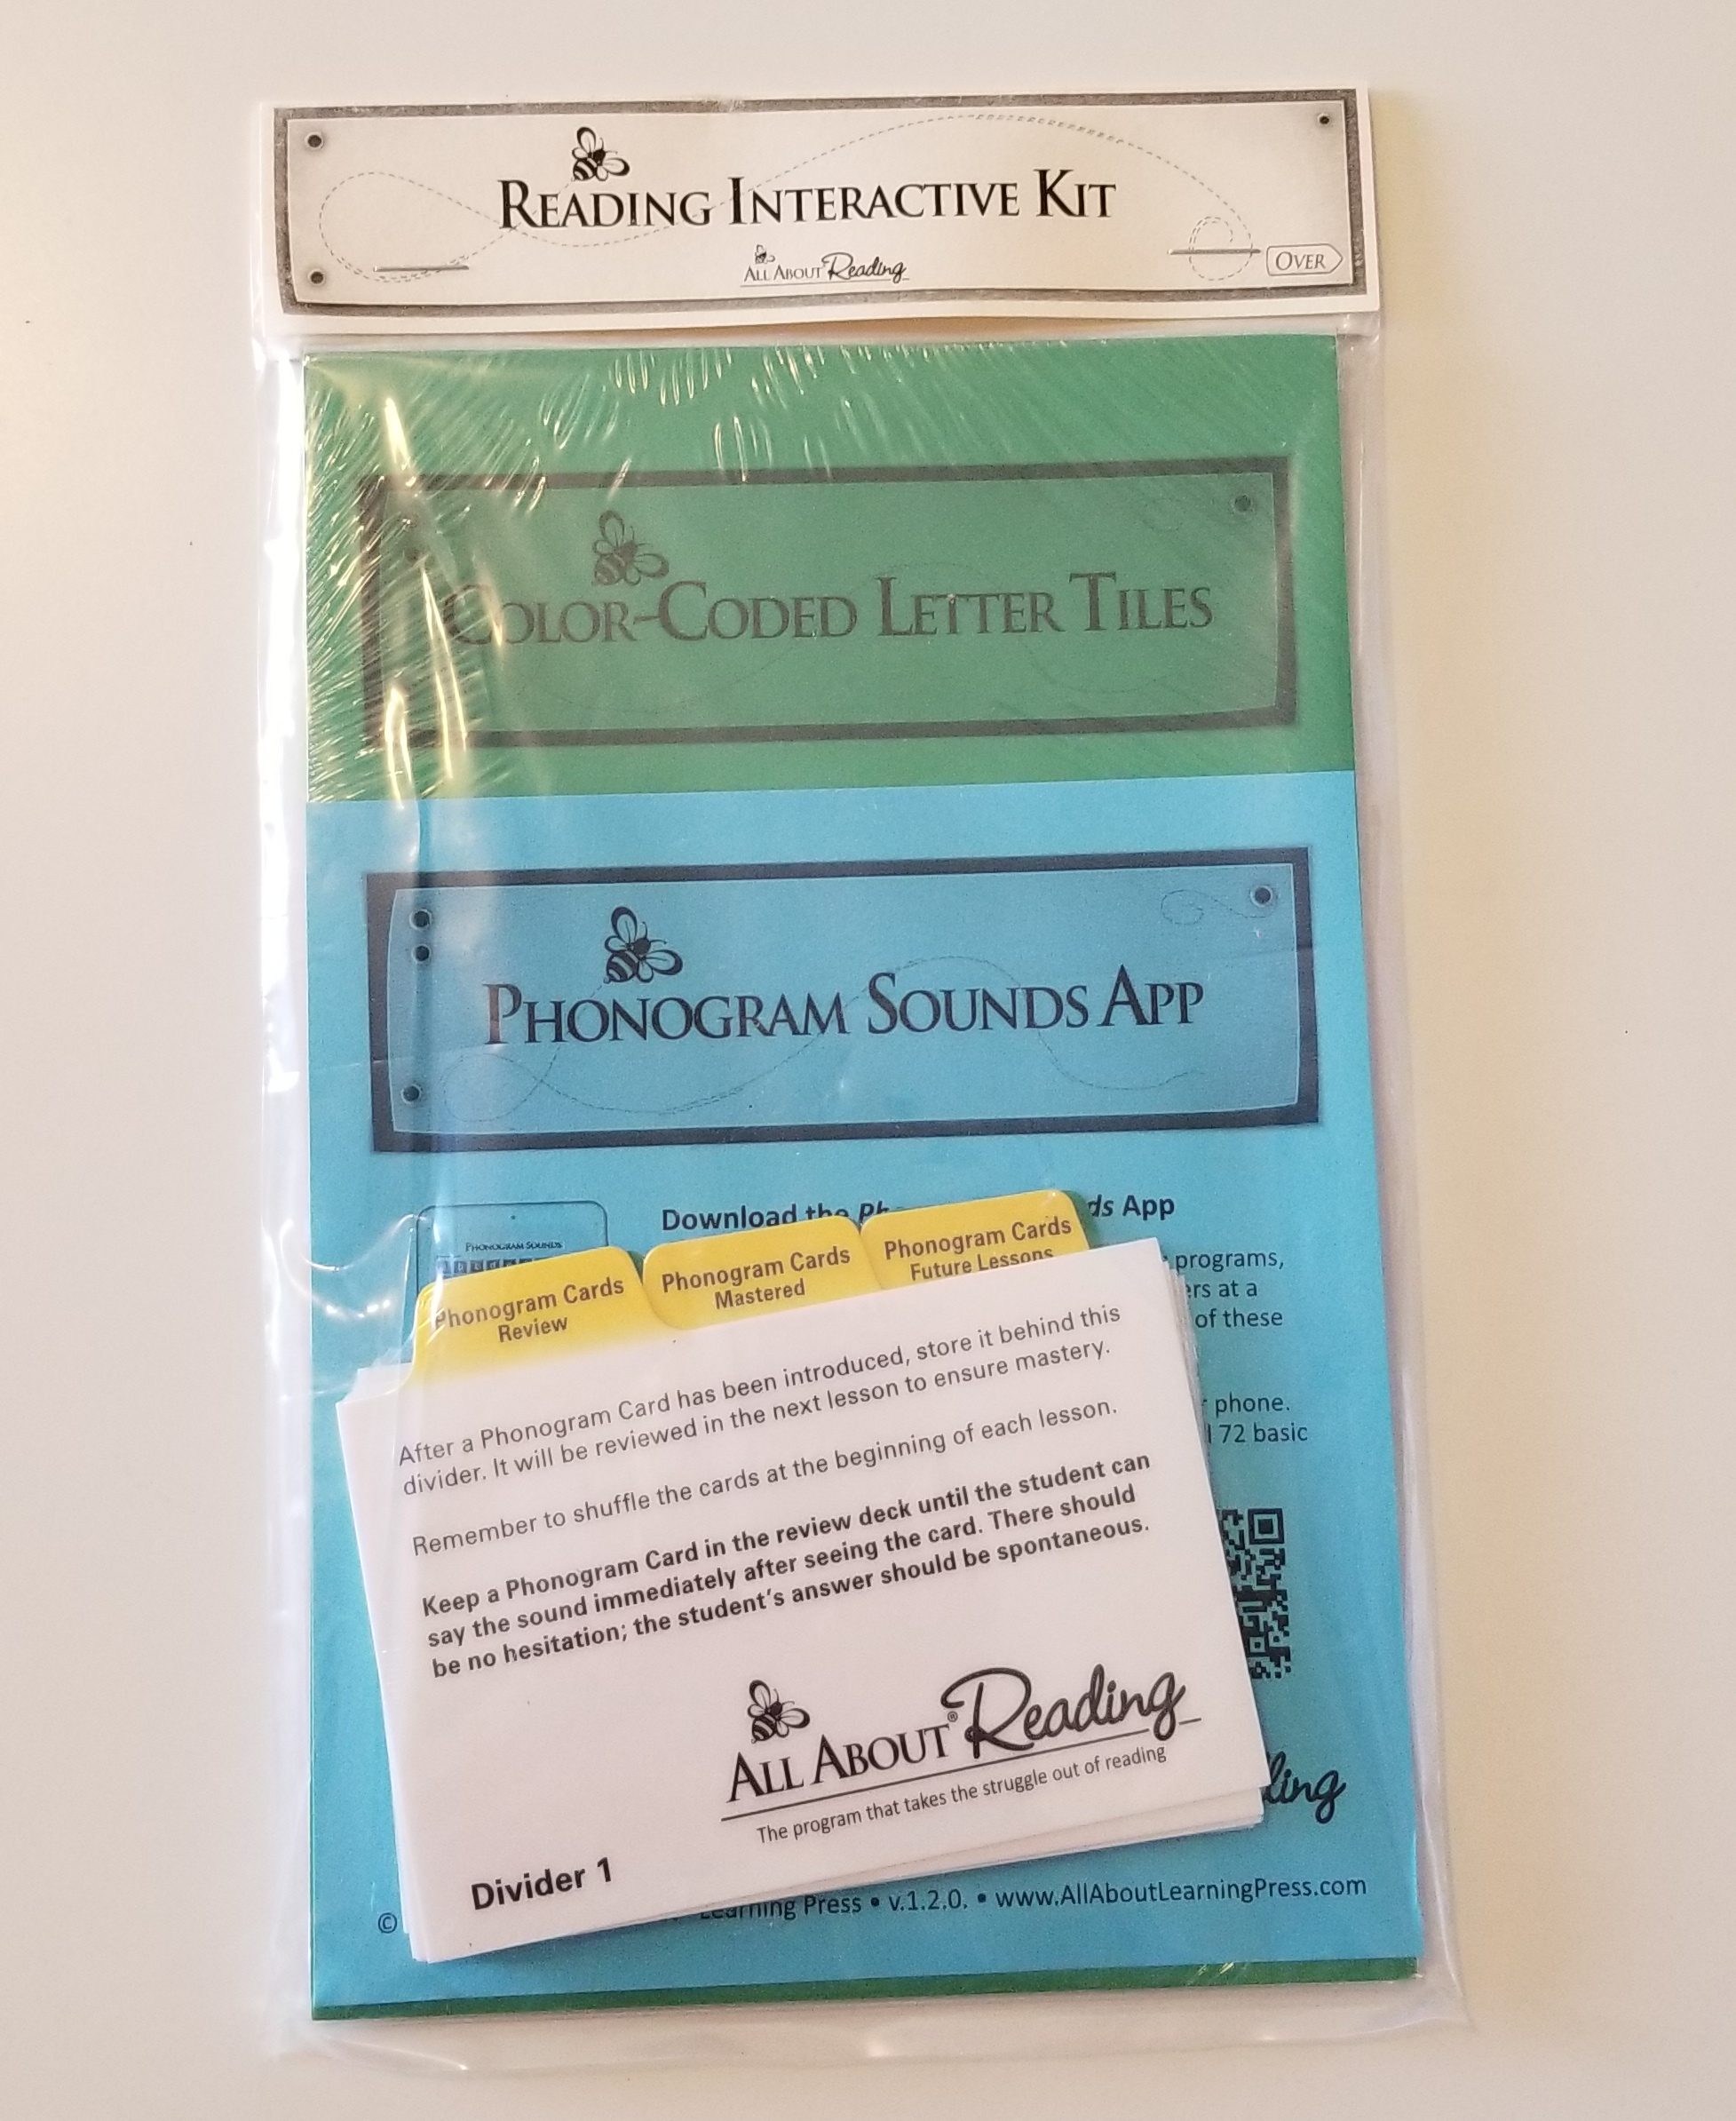 READING INTERACTIVE KIT
ALL ABOUT Reading
OVER
COLOR-CODED LETTER TILES
PHONOGRAM SOUNDS APP
Download the Ph ds App
PHONOGRAM SOUNDS
programs,
ers at a
of these
phone.
72 basic
Phonogram Cards
Review
Phonogram Cards
Mastered
Phonogram Cards
Future Lessons
After a Phonogram Card has been introduced, store it behind this
divider. It will be reviewed in the next lesson to ensure mastery.
Remember to shuffle the cards at the beginning of each lesson.
Keep a Phonogram Card in the review deck until the student can
say the sound immediately after seeing the card. There should
be no hesitation; the student's answer should be spontaneous.
ALL ABOUT® Reading
The program that takes the struggle out of reading
Divider 1
ding
© Learning Press • v.1.2.0. • www.AllAboutLearningPress.com